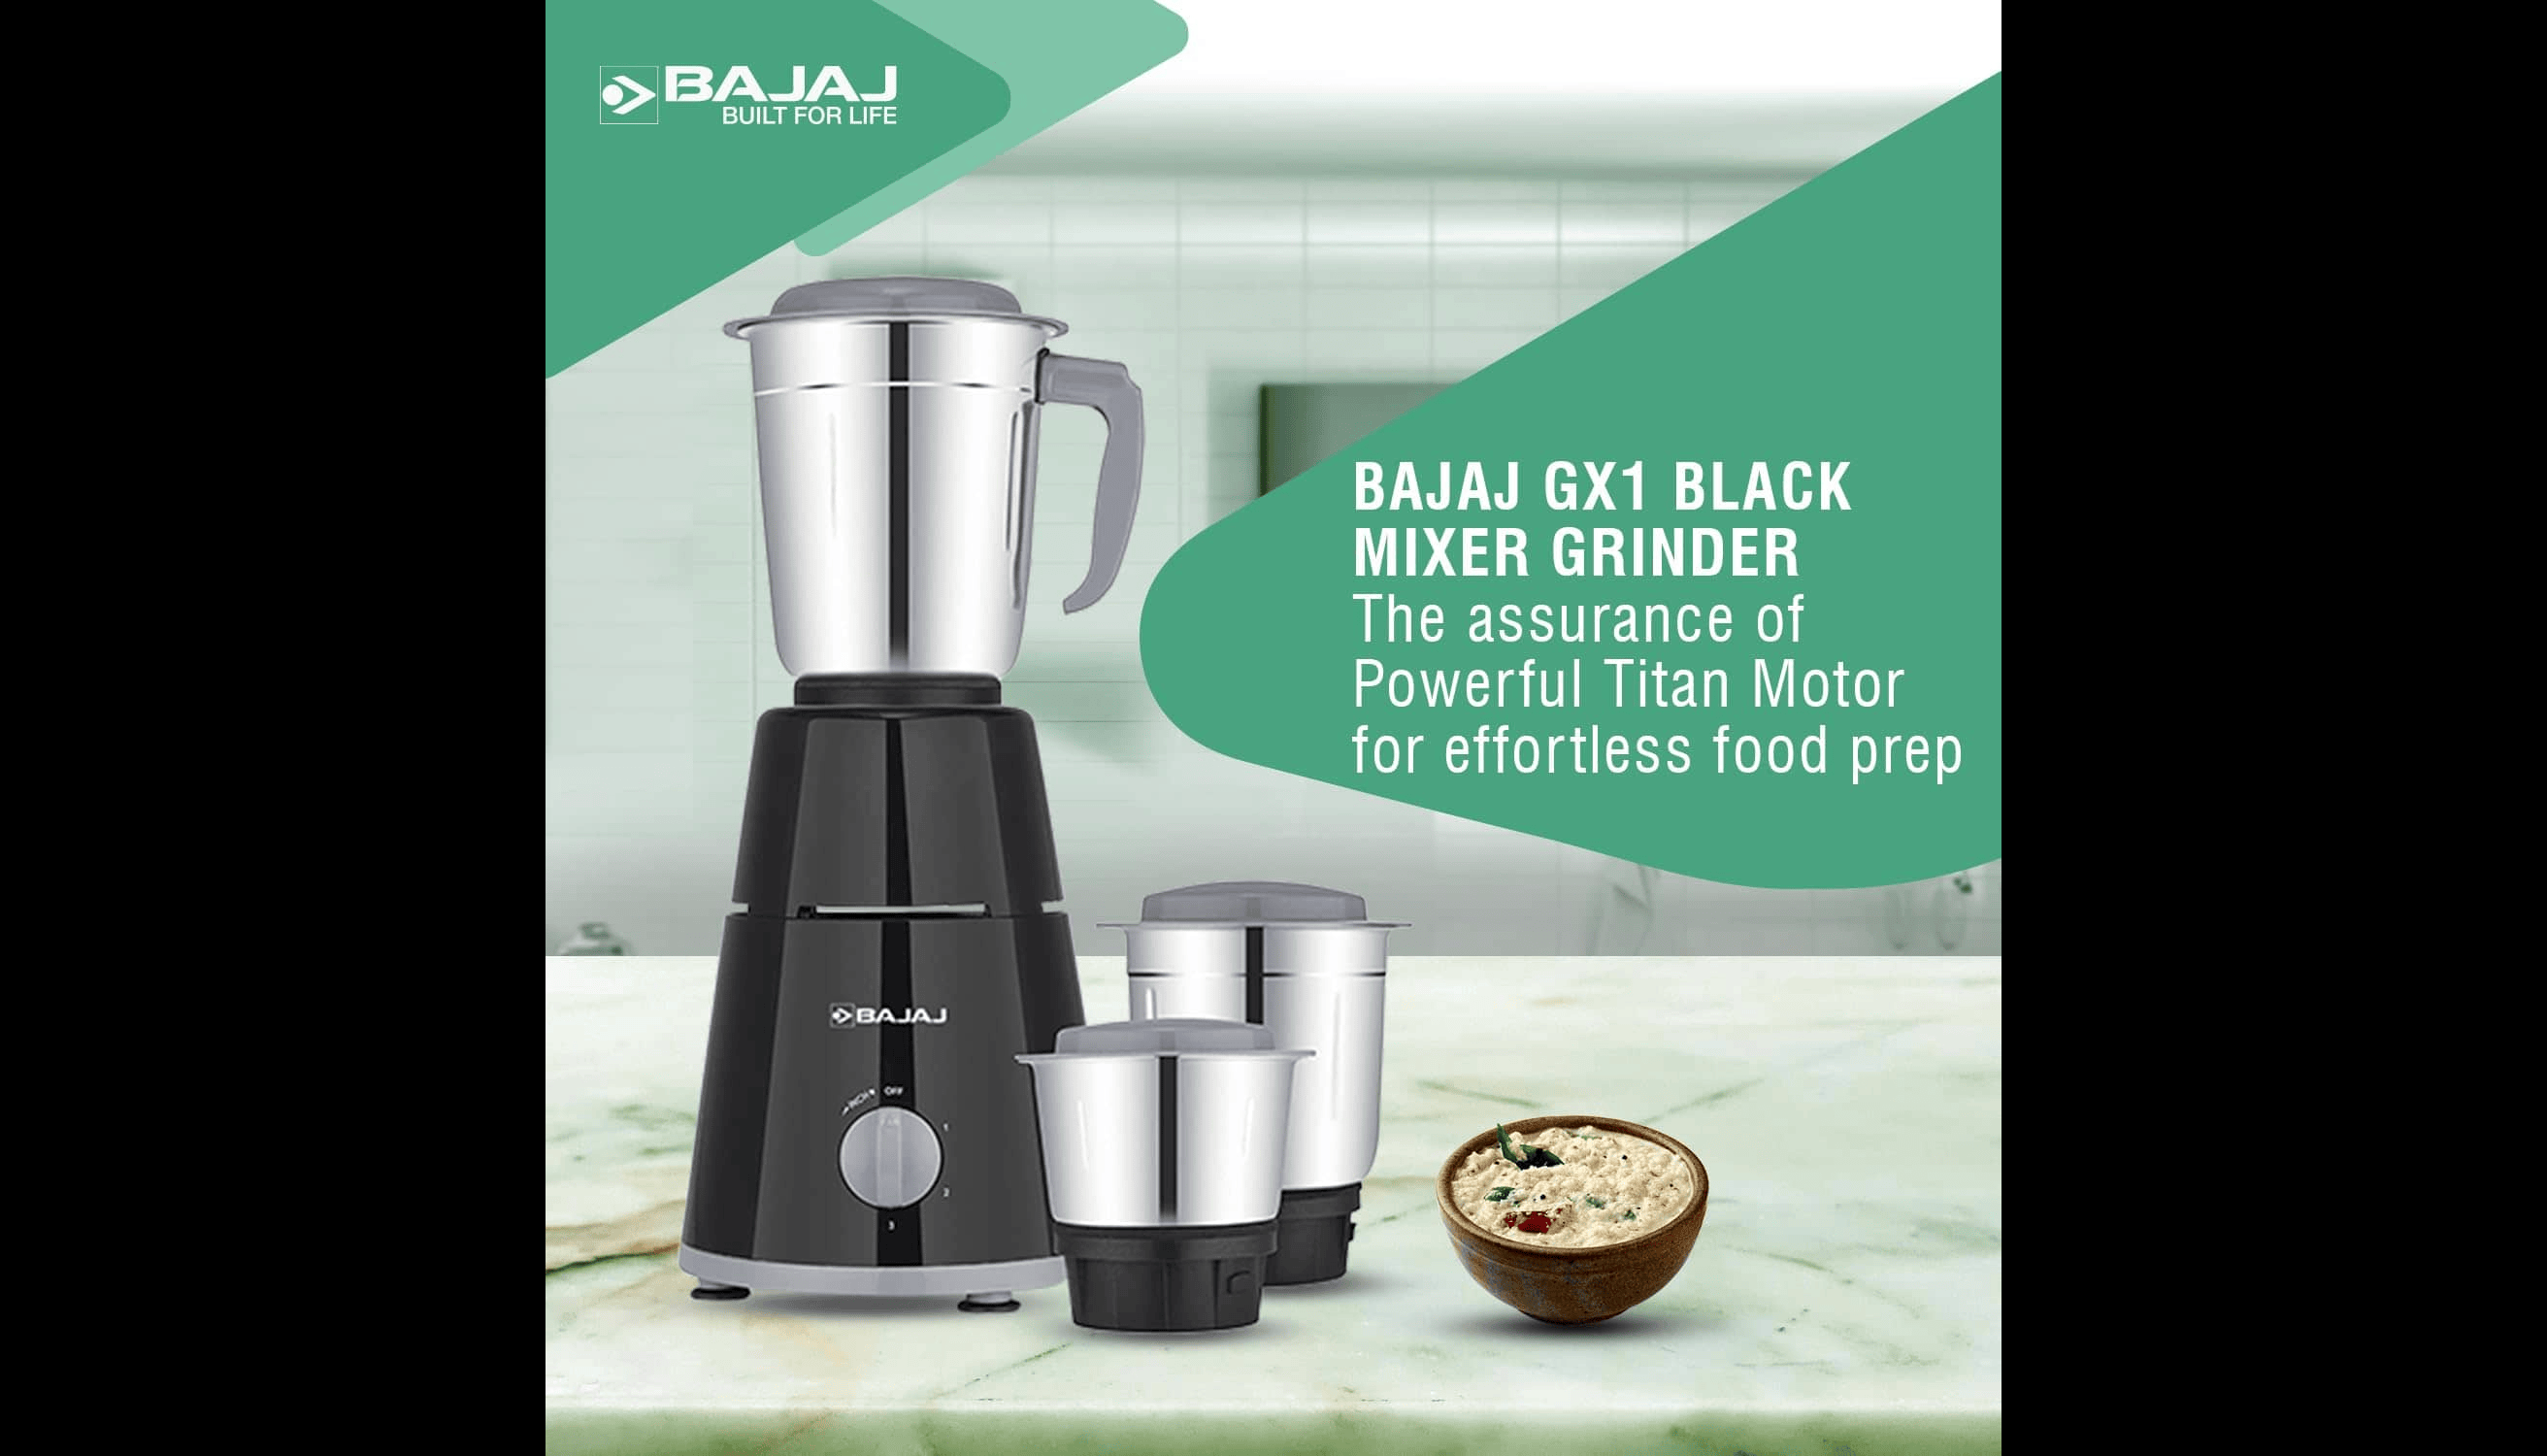 BAJAJ
BUILT FOR LIFE
BAJAJ GX1 BLACK
MIXER GRINDER
The assurance of
Powerful Titan Motor
for effortless food prep
BAJAJ
INCH OFF
1
2
3